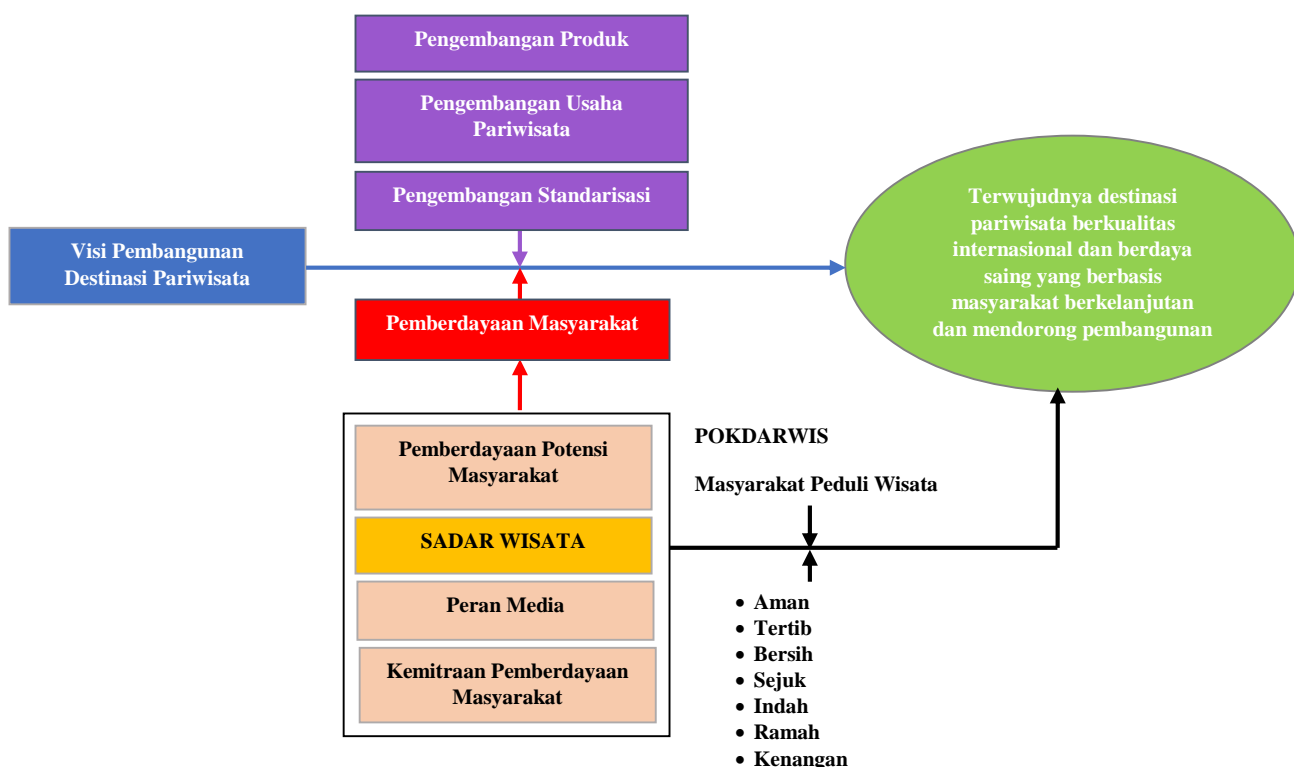 Pengembangan Produk
Pengembangan Usaha
Pariwisata
Pengembangan Standarisasi
Visi Pembangunan
Destinasi Pariwisata
Terwujudnya destinasi
pariwisata berkualitas
internasional dan berdaya
saing yang berbasis
masyarakat berkelanjutan
dan mendorong pembangunan
Pemberdayaan Masyarakat
Pemberdayaan Potensi
Masyarakat
SADAR WISATA
Peran Media
Kemitraan Pemberdayaan
Masyarakat
POKDARWIS
Masyarakat Peduli Wisata
• Aman
• Tertib
• Bersih
• Sejuk
• Indah
• Ramah
• Kenangan